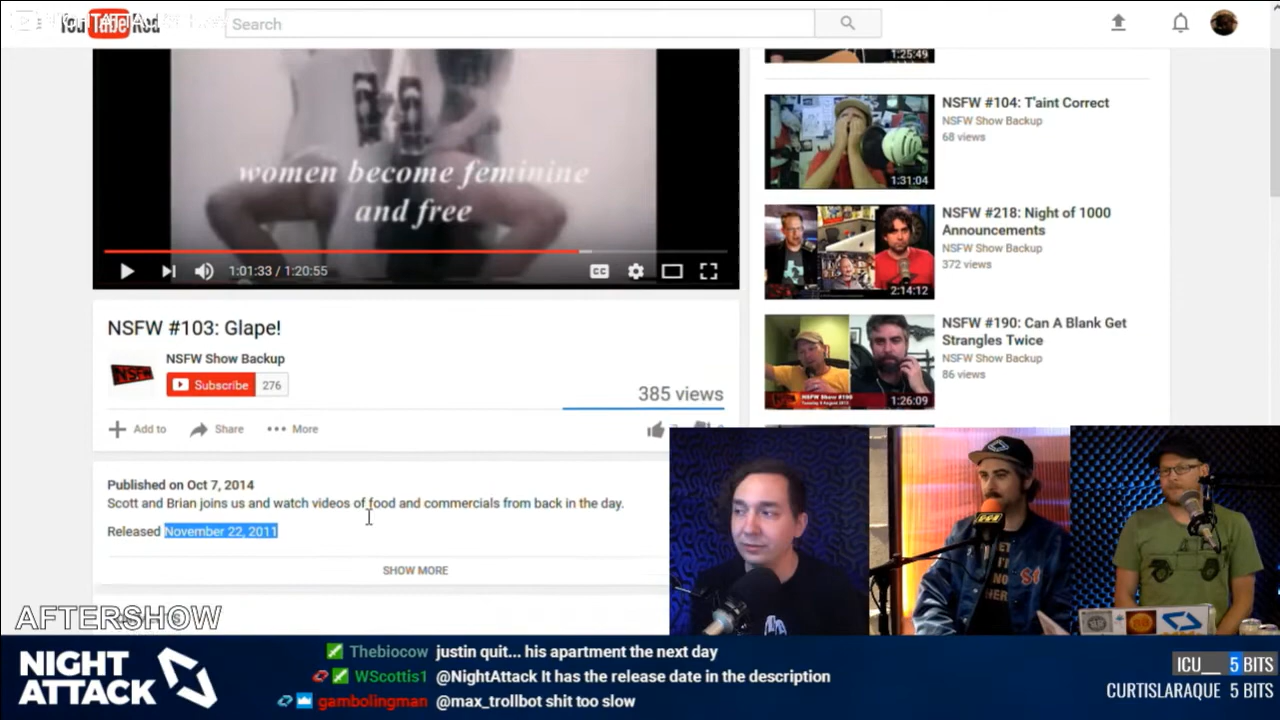 YouTube Red
Search
1:25:49
women become feminine
and free
1:01:33 / 1:20:55
CC
NSFW #104: T'aint Correct
NSFW Show Backup
68 views
1:31:04
NSFW #218: Night of 1000
Announcements
NSFW Show Backup
372 views
2:14:12
NSFW #190: Can A Blank Get
Strangles Twice
NSFW Show Backup
86 views
1:26:09
NSFW #103: Glape!
NSFW Show Backup
Subscribe 276
385 views
Add to Share More
Published on Oct 7, 2014
Scott and Brian joins us and watch videos of food and commercials from back in the day.
Released November 22, 2011
SHOW MORE
AFTERSHOW
NIGHT
ATTACK
Thebiocow justin quit... his apartment the next day
WScottis1 @NightAttack It has the release date in the description
gambolingman @max_trollbot shit too slow
ICU__ 5 BITS
CURTISLARAQUE 5 BITS